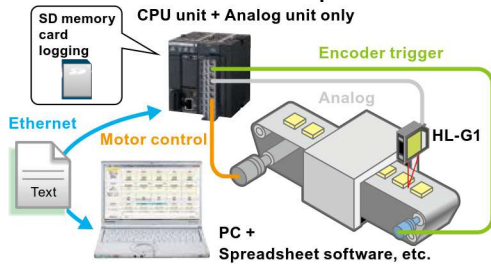 CPU unit + Analog unit only
SD memory
card
logging
Encoder trigger
Analog
Ethernet
Motor control
HL-G1
Text
PC +
Spreadsheet software, etc.